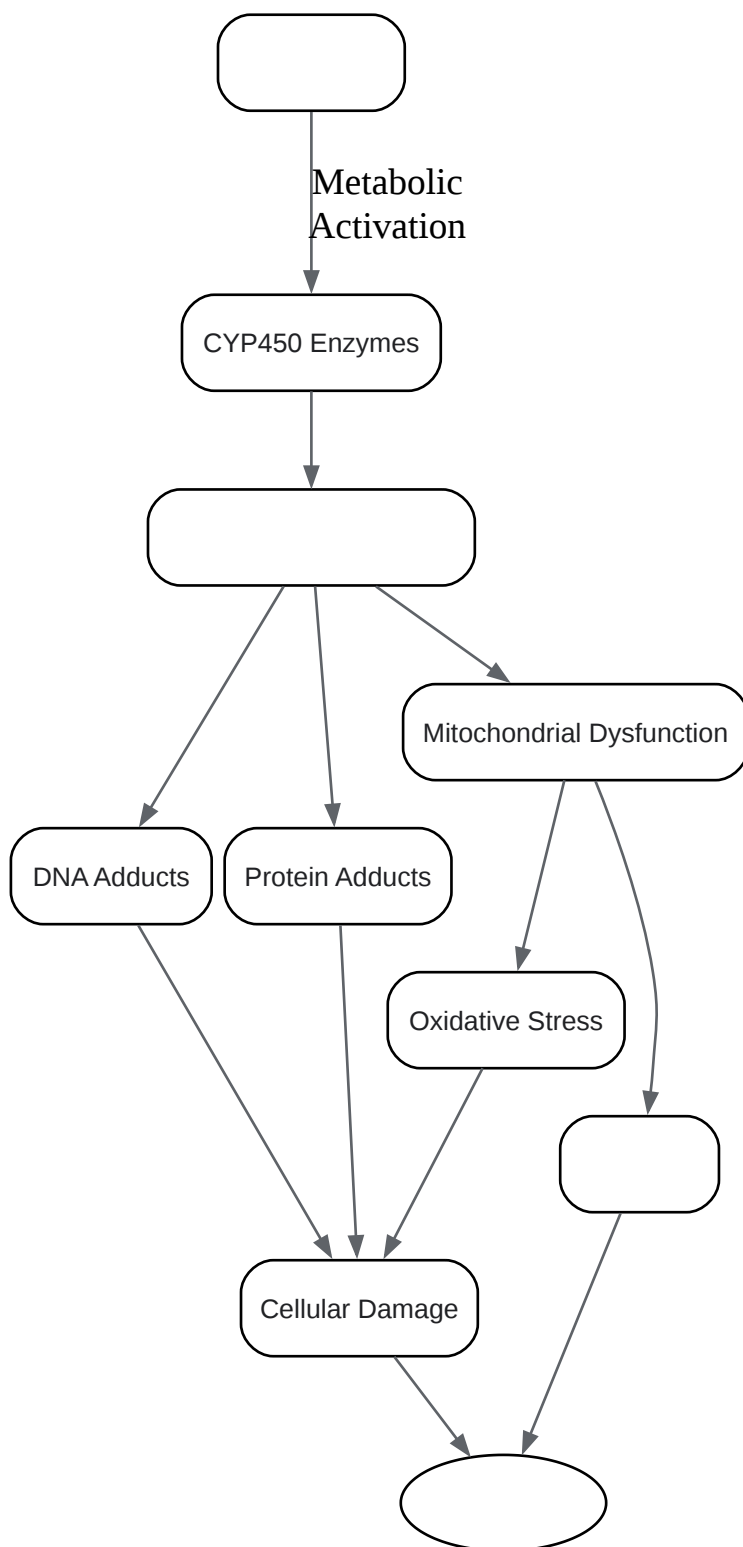 Metabolic
Activation
CYP450 Enzymes
Mitochondrial Dysfunction
DNA Adducts
Protein Adducts
Oxidative Stress
Cellular Damage